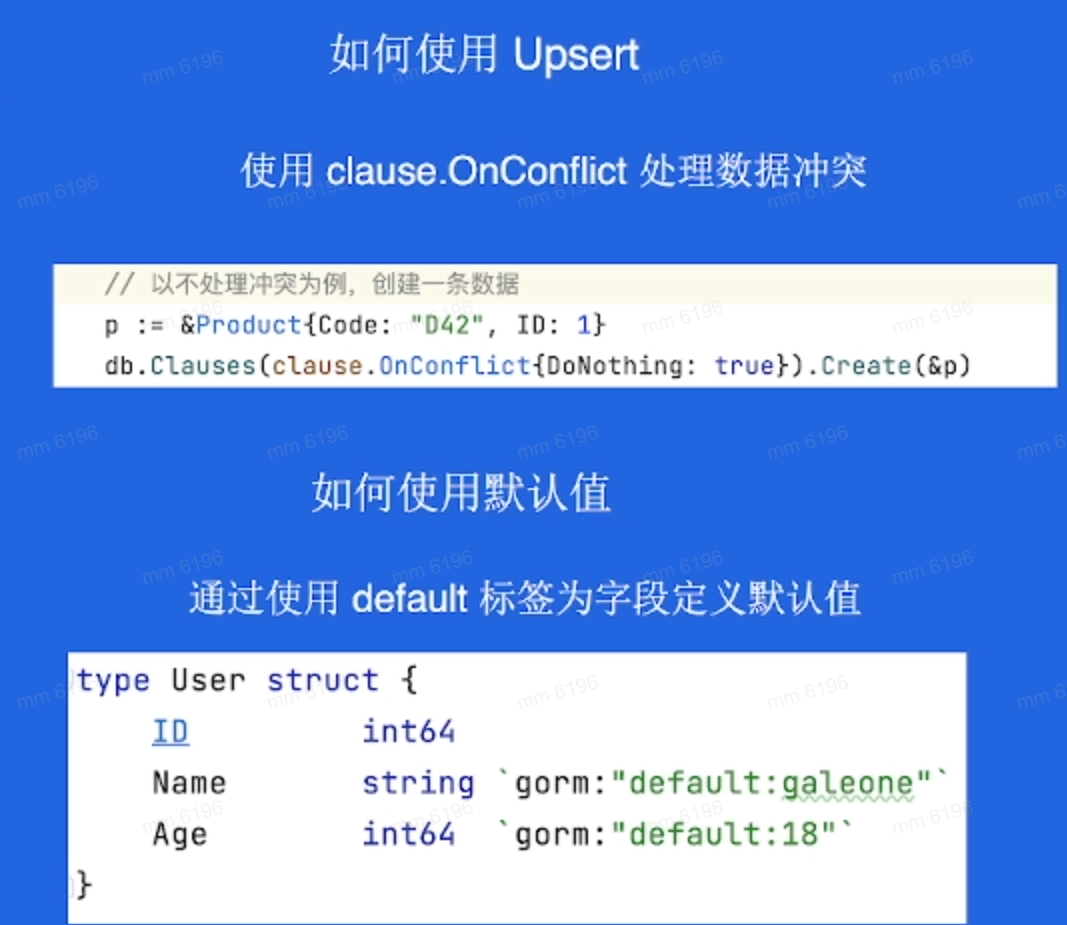 如何使用 Upsert
使用 clause.OnConflict 处理数据冲突
// 以不处理冲突为例，创建一条数据
p := &Product{Code: "D42", ID: 1}
db.Clauses(clause.OnConflict{DoNothing: true}).Create(&p)
如何使用默认值
通过使用 default 标签为字段定义默认值
type User struct {
ID int64
Name string `gorm:"default:galeone"`
Age int64 `gorm:"default:18"`
}
mm 6196